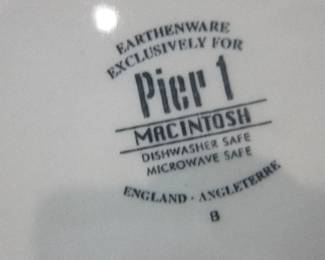 EARTHENWARE
EXCLUSIVELY FOR
Pier 1
MACINTOSH
DISHWASHER SAFE
MICROWAVE SAFE
ENGLAND · ANGLETERRE
B